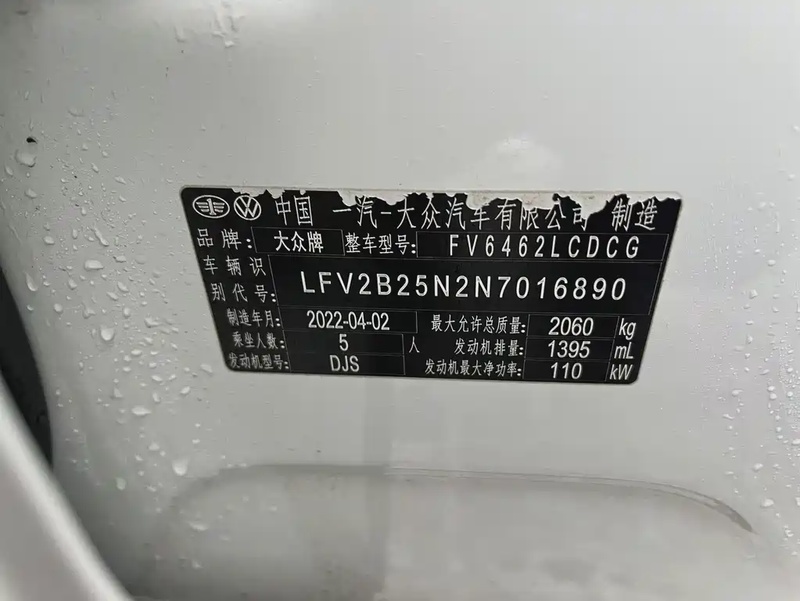 中国 一汽-大众汽车有限公司 制造
品牌: 大众牌 整车型号: FV6462LCDCG
车辆识别代号: LFV2B25N2N7016890
制造年月: 2022-04-02 最大允许总质量: 2060 kg
乘坐人数: 5 人 发动机排量: 1395 mL
发动机型号: DJS 发动机最大净功率: 110 kW